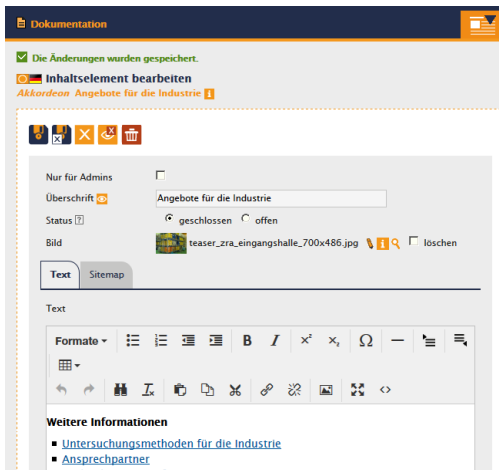 Dokumentation
Die Änderungen wurden gespeichert.
Inhaltselement bearbeiten
Akkordeon Angebote für die Industrie i
Nur für Admins
Überschrift Angebote für die Industrie
Status ? geschlossen offen
Bild teaser_zra_eingangshalle_700x486.jpg i löschen
Text Sitemap
Text
Formate B I x² x₂ Ω
Weitere Informationen
Untersuchungsmethoden für die Industrie
Ansprechpartner